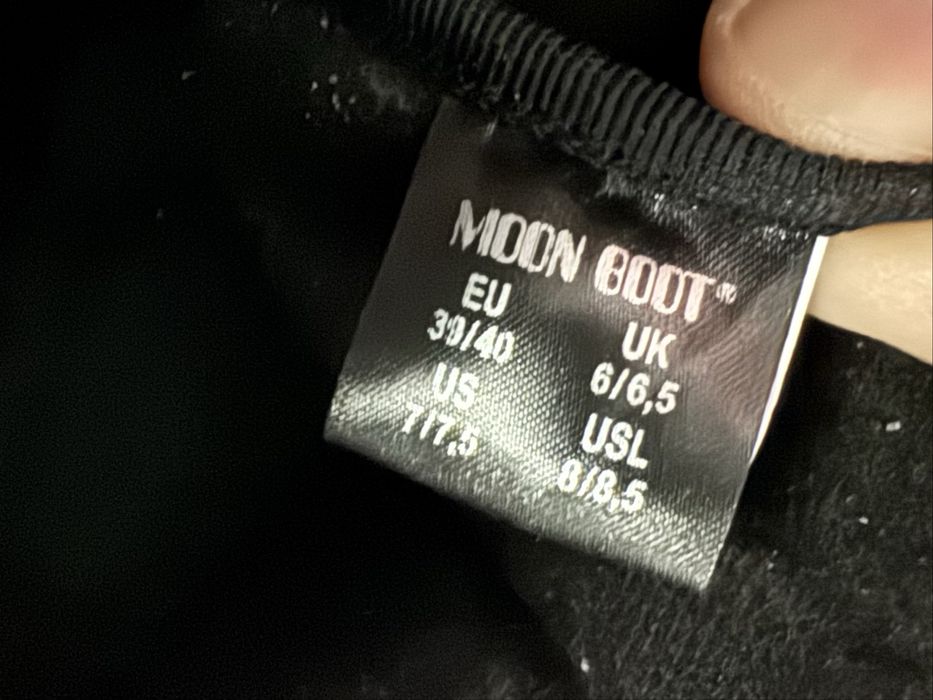 MOON BOOT®
EU
39/40
UK
6/6,5
US
7/7,5
USL
8/8,5